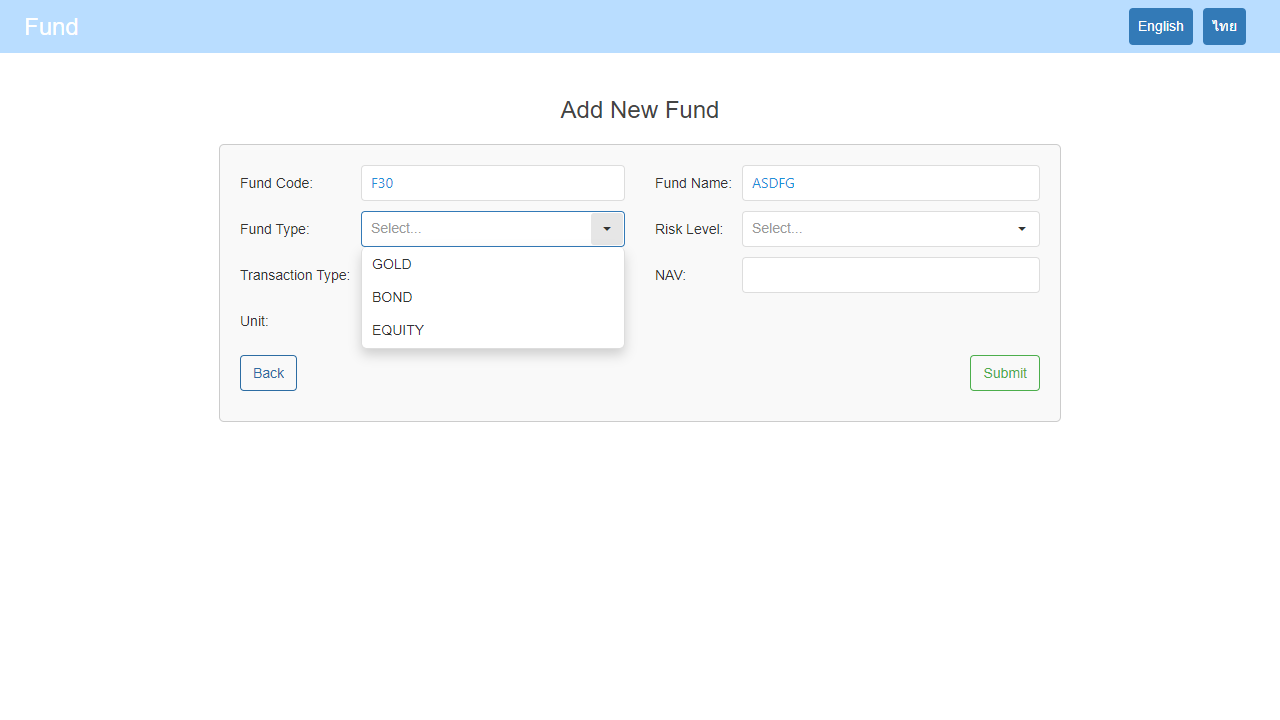 Fund
English
ไทย
Add New Fund
Fund Code:
F30
Fund Name:
ASDFG
Fund Type:
Select...
Risk Level:
Select...
GOLD
Transaction Type:
NAV:
BOND
Unit:
EQUITY
Back
Submit